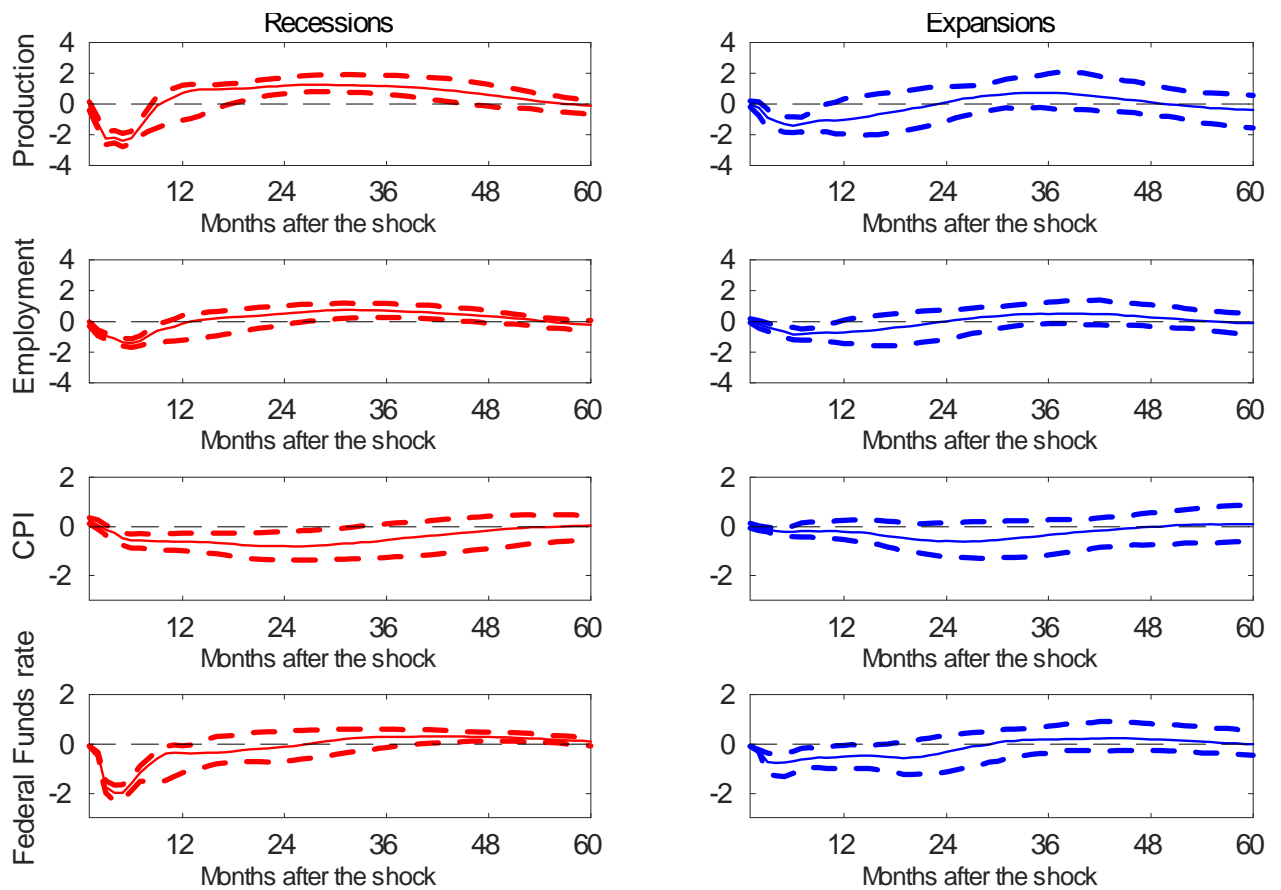 Recessions
Expansions
Production
4
2
0
-2
-4
12 24 36 48 60
Months after the shock
4
2
0
-2
-4
12 24 36 48 60
Months after the shock
Employment
4
2
0
-2
-4
12 24 36 48 60
Months after the shock
4
2
0
-2
-4
12 24 36 48 60
Months after the shock
CPI
2
0
-2
12 24 36 48 60
Months after the shock
2
0
-2
12 24 36 48 60
Months after the shock
Federal Funds rate
2
0
-2
12 24 36 48 60
Months after the shock
2
0
-2
12 24 36 48 60
Months after the shock